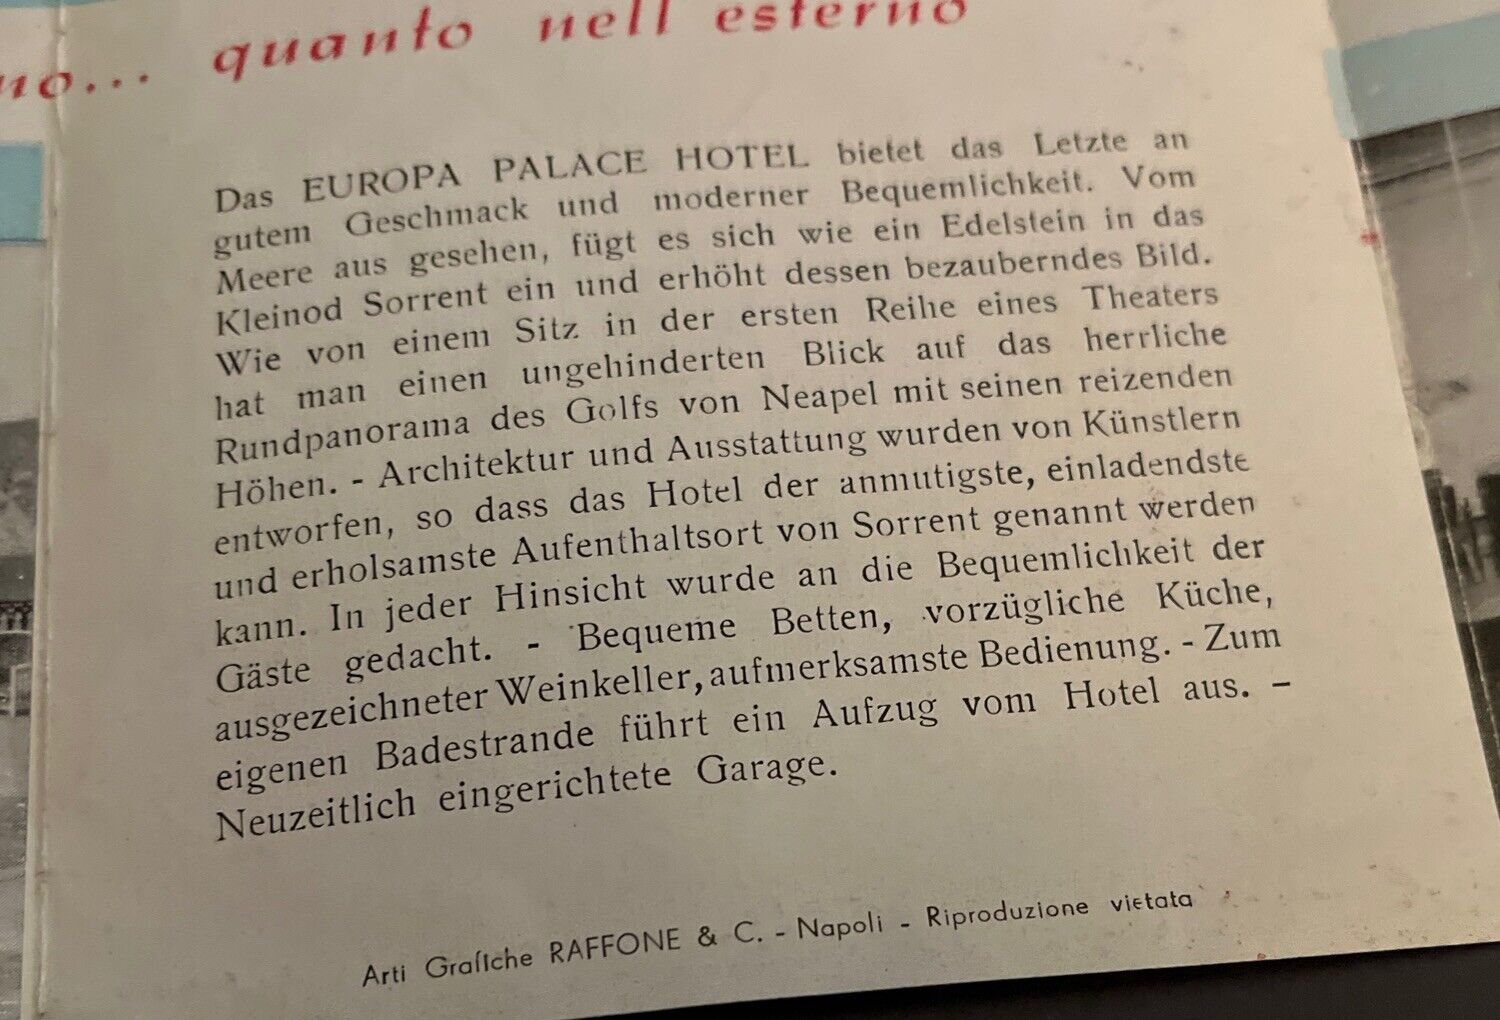 no... quanto nell esterno
Das EUROPA PALACE HOTEL bietet das Letzte an
gutem Geschmack und moderner Bequemlichkeit. Vom
Meere aus gesehen, fügt es sich wie ein Edelstein in das
Kleinod Sorrent ein und erhöht dessen bezauberndes Bild.
Wie von einem Sitz in der ersten Reihe eines Theaters
hat man einen ungehinderten Blick auf das herrliche
Rundpanorama des Golfs von Neapel mit seinen reizenden
Höhen. - Architektur und Ausstattung wurden von Künstlern
entworfen, so dass das Hotel der anmutigste, einladendste
und erholsamste Aufenthaltsort von Sorrent genannt werden
kann. In jeder Hinsicht wurde an die Bequemlichkeit der
Gäste gedacht. - Bequeme Betten, vorzügliche Küche,
ausgezeichneter Weinkeller, aufmerksamste Bedienung. - Zum
eigenen Badestrande führt ein Aufzug vom Hotel aus. –
Neuzeitlich eingerichtete Garage.
Arti Grafiche RAFFONE & C. - Napoli - Riproduzione vietata